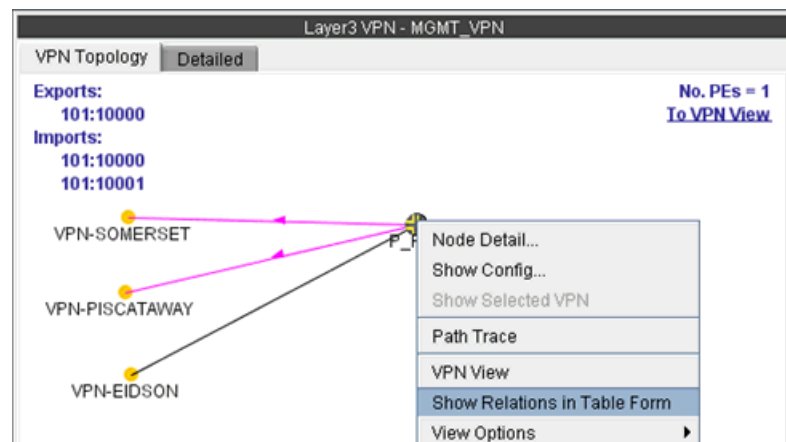 Layer3 VPN - MGMT_VPN
VPN Topology Detailed
Exports: No. PEs = 1
101:10000 To VPN View
Imports:
101:10000
101:10001
VPN-SOMERSET
VPN-PISCATAWAY
VPN-EIDSON
Node Detail...
Show Config...
Show Selected VPN
Path Trace
VPN View
Show Relations in Table Form
View Options